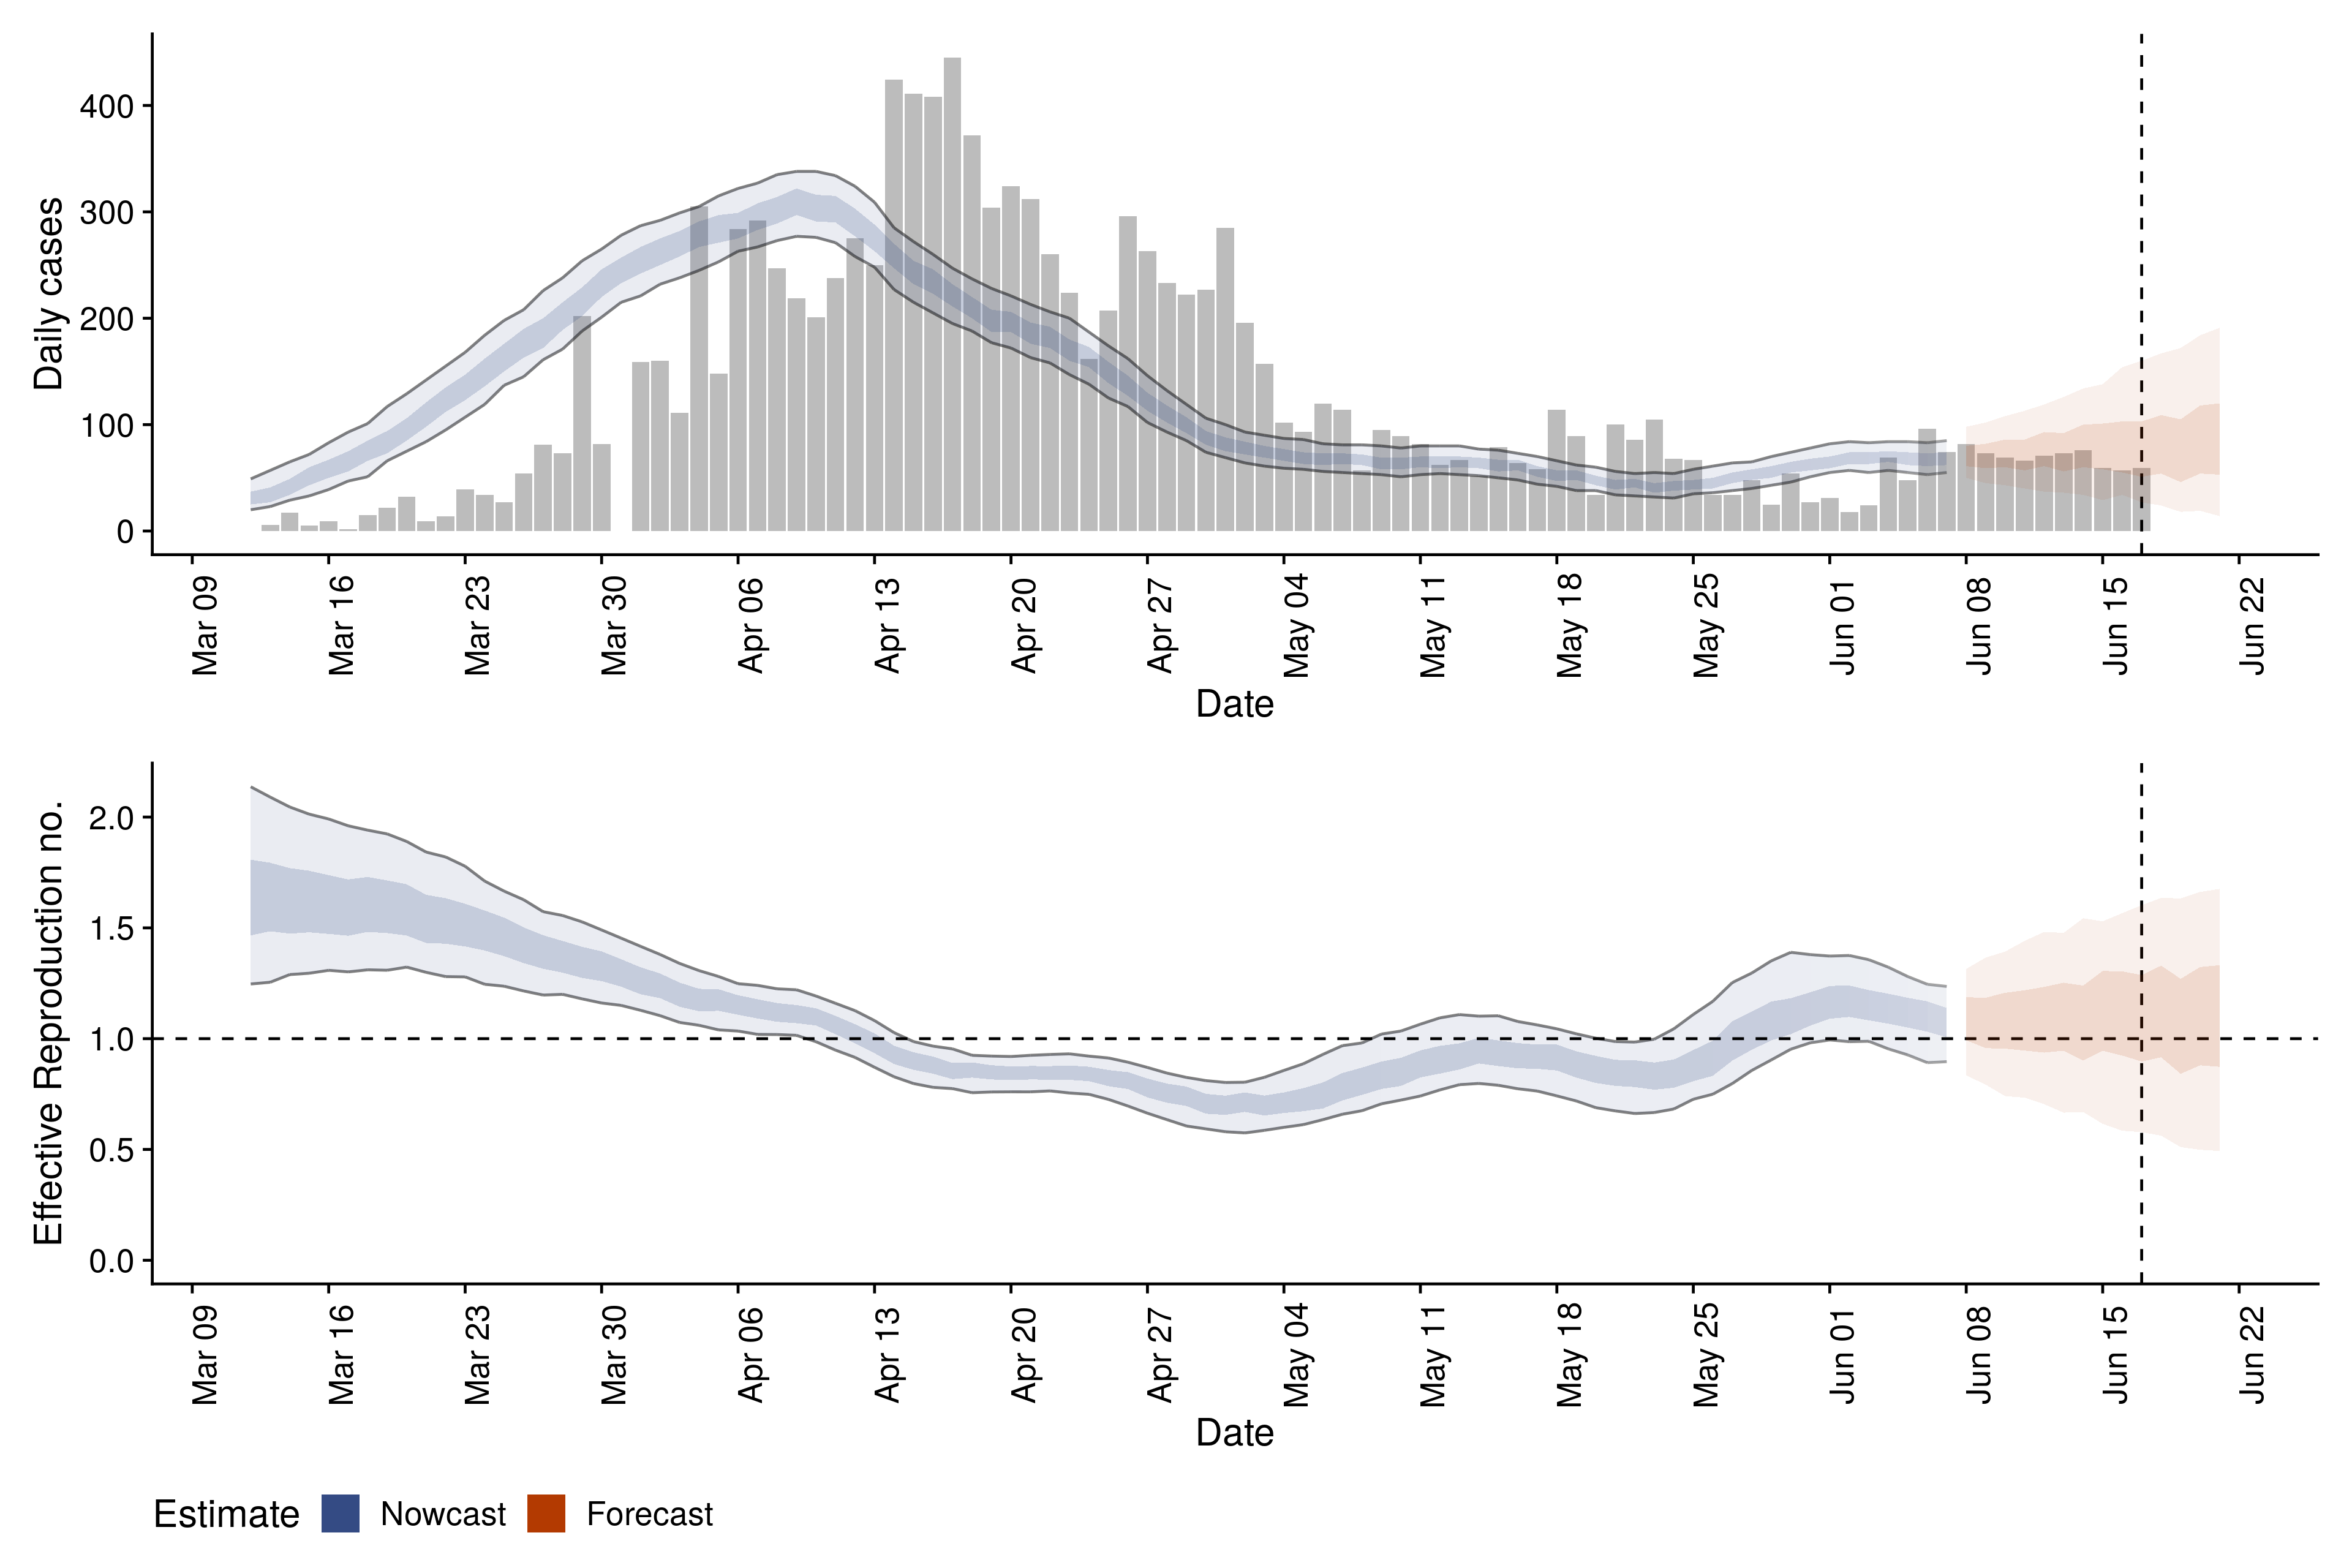 Daily cases
400
300
200
100
0
Mar 09
Mar 16
Mar 23
Mar 30
Apr 06
Apr 13
Apr 20
Apr 27
May 04
May 11
May 18
May 25
Jun 01
Jun 08
Jun 15
Jun 22
Date
Effective Reproduction no.
2.0
1.5
1.0
0.5
0.0
Mar 09
Mar 16
Mar 23
Mar 30
Apr 06
Apr 13
Apr 20
Apr 27
May 04
May 11
May 18
May 25
Jun 01
Jun 08
Jun 15
Jun 22
Date
Estimate Nowcast Forecast